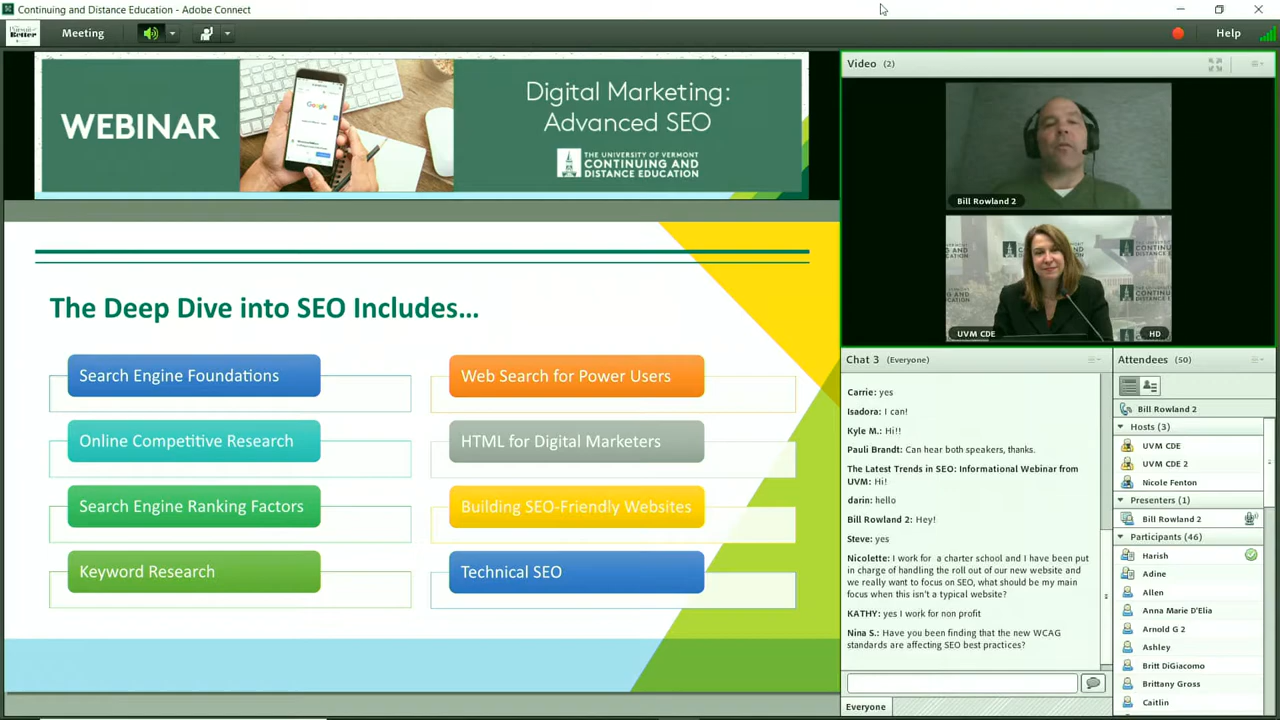 Continuing and Distance Education - Adobe Connect
Better
Meeting
Help
WEBINAR
Google
Digital Marketing:
Advanced SEO
THE UNIVERSITY OF VERMONT
CONTINUING AND
DISTANCE EDUCATION
The Deep Dive into SEO Includes...
Search Engine Foundations
Web Search for Power Users
Online Competitive Research
HTML for Digital Marketers
Search Engine Ranking Factors
Building SEO-Friendly Websites
Keyword Research
Technical SEO
Video (2)
Bill Rowland 2
UVM CDE
HD
Chat 3 (Everyone)
Carrie: yes
Isadora: I can!
Kyle M.: Hi!!
Pauli Brandt: Can hear both speakers, thanks.
The Latest Trends in SEO: Informational Webinar from
UVM: Hi!
darin: hello
Bill Rowland 2: Hey!
Steve: yes
Nicolette: I work for a charter school and I have been put
in charge of handling the roll out of our new website and
we really want to focus on SEO, what should be my main
focus when this isn't a typical website?
KATHY: yes I work for non profit
Nina S.: Have you been finding that the new WCAG
standards are affecting SEO best practices?
Everyone
Attendees (50)
Bill Rowland 2
Hosts (3)
UVM CDE
UVM CDE 2
Nicole Fenton
Presenters (1)
Bill Rowland 2
Participants (46)
Harish
Adine
Allen
Anna Marie D'Elia
Arnold G 2
Ashley
Britt DiGiacomo
Brittany Gross
Caitlin